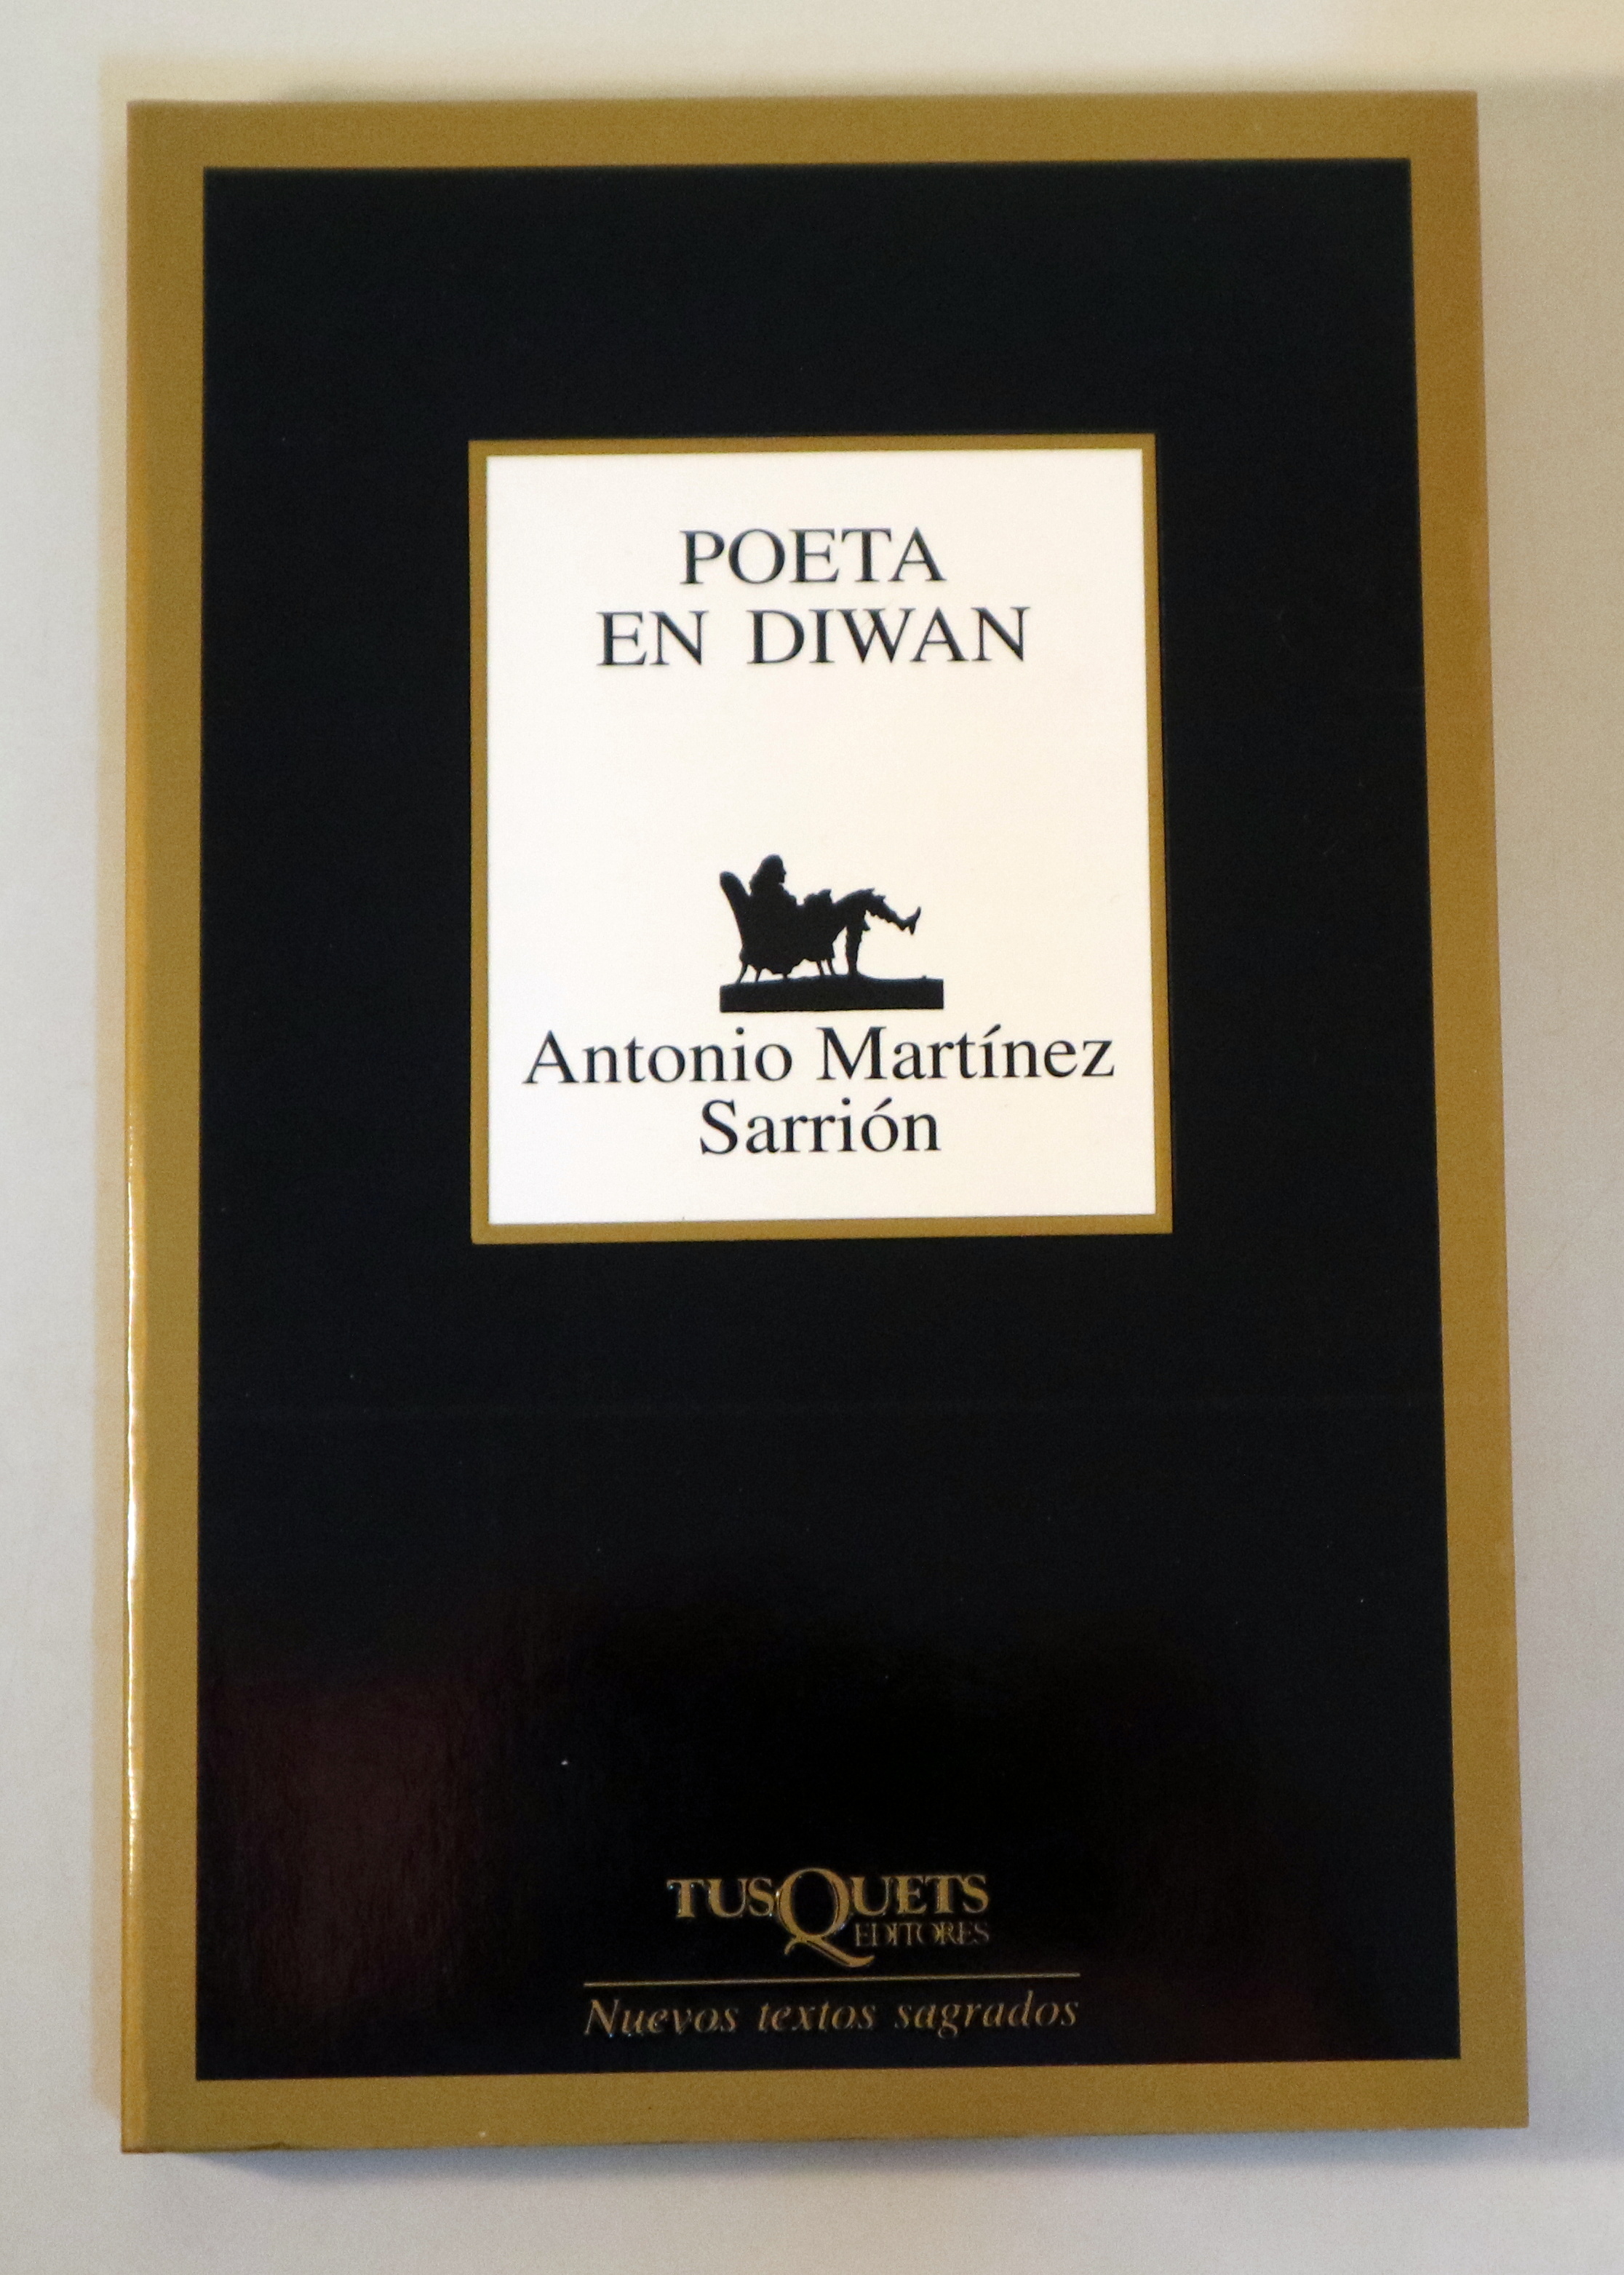 POETA
EN DIWAN
Antonio Martínez
Sarrión
TUSQUETS
EDITORES
Nuevos textos sagrados